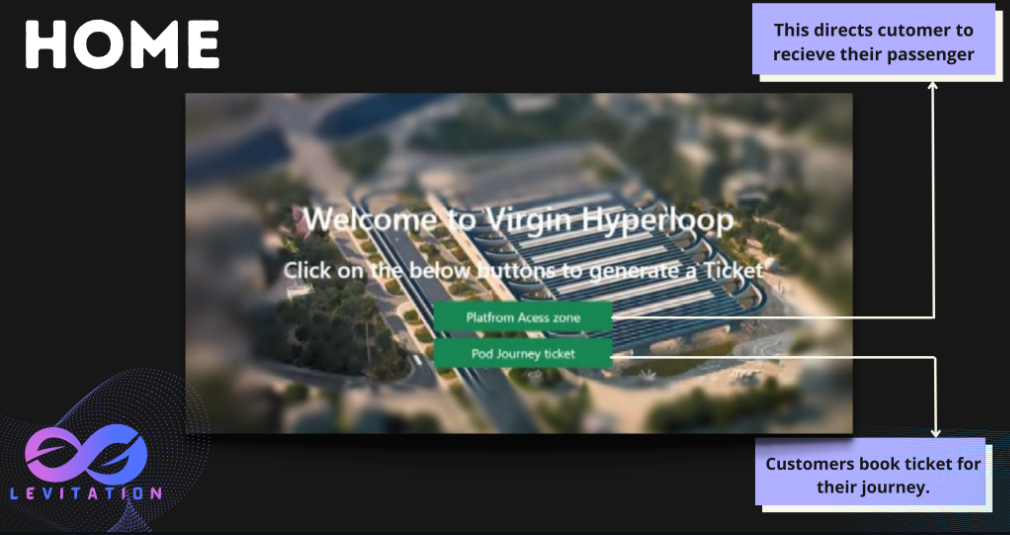 HOME
This directs cutomer to
recieve their passenger
Welcome to Virgin Hyperloop
Click on the below buttons to generate a Ticket
Platfrom Acess zone
Pod Journey ticket
Customers book ticket for
their journey.
LEVITATION